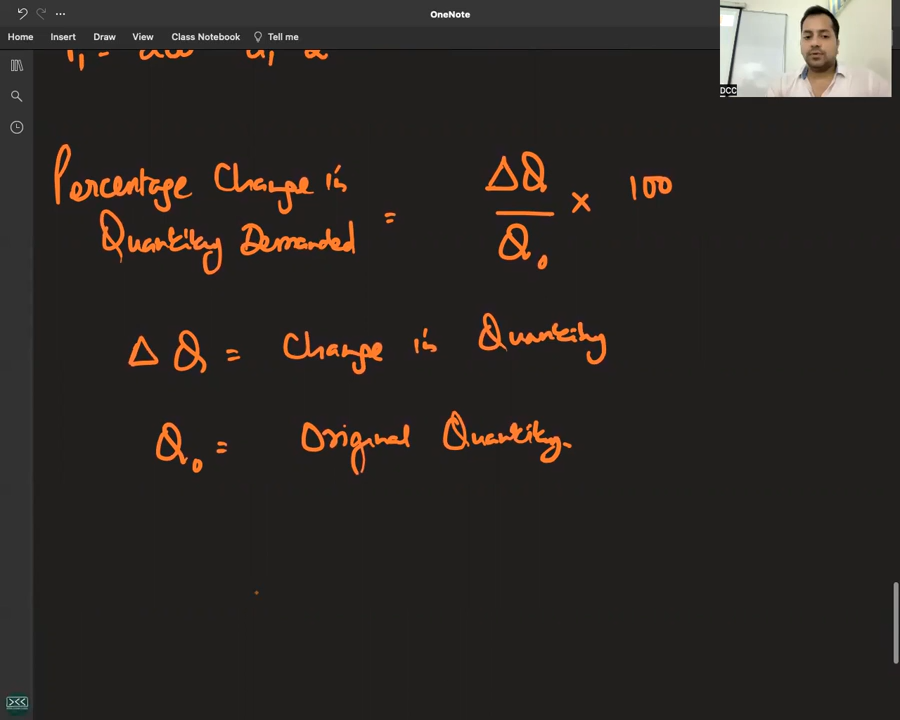 OneNote
Home Insert Draw View Class Notebook Tell me
DCC
Percentage Change in
Quantity Demanded = ΔQ / Q₀ × 100
Δ Q = Change in Quantity
Q₀ = Original Quantity.